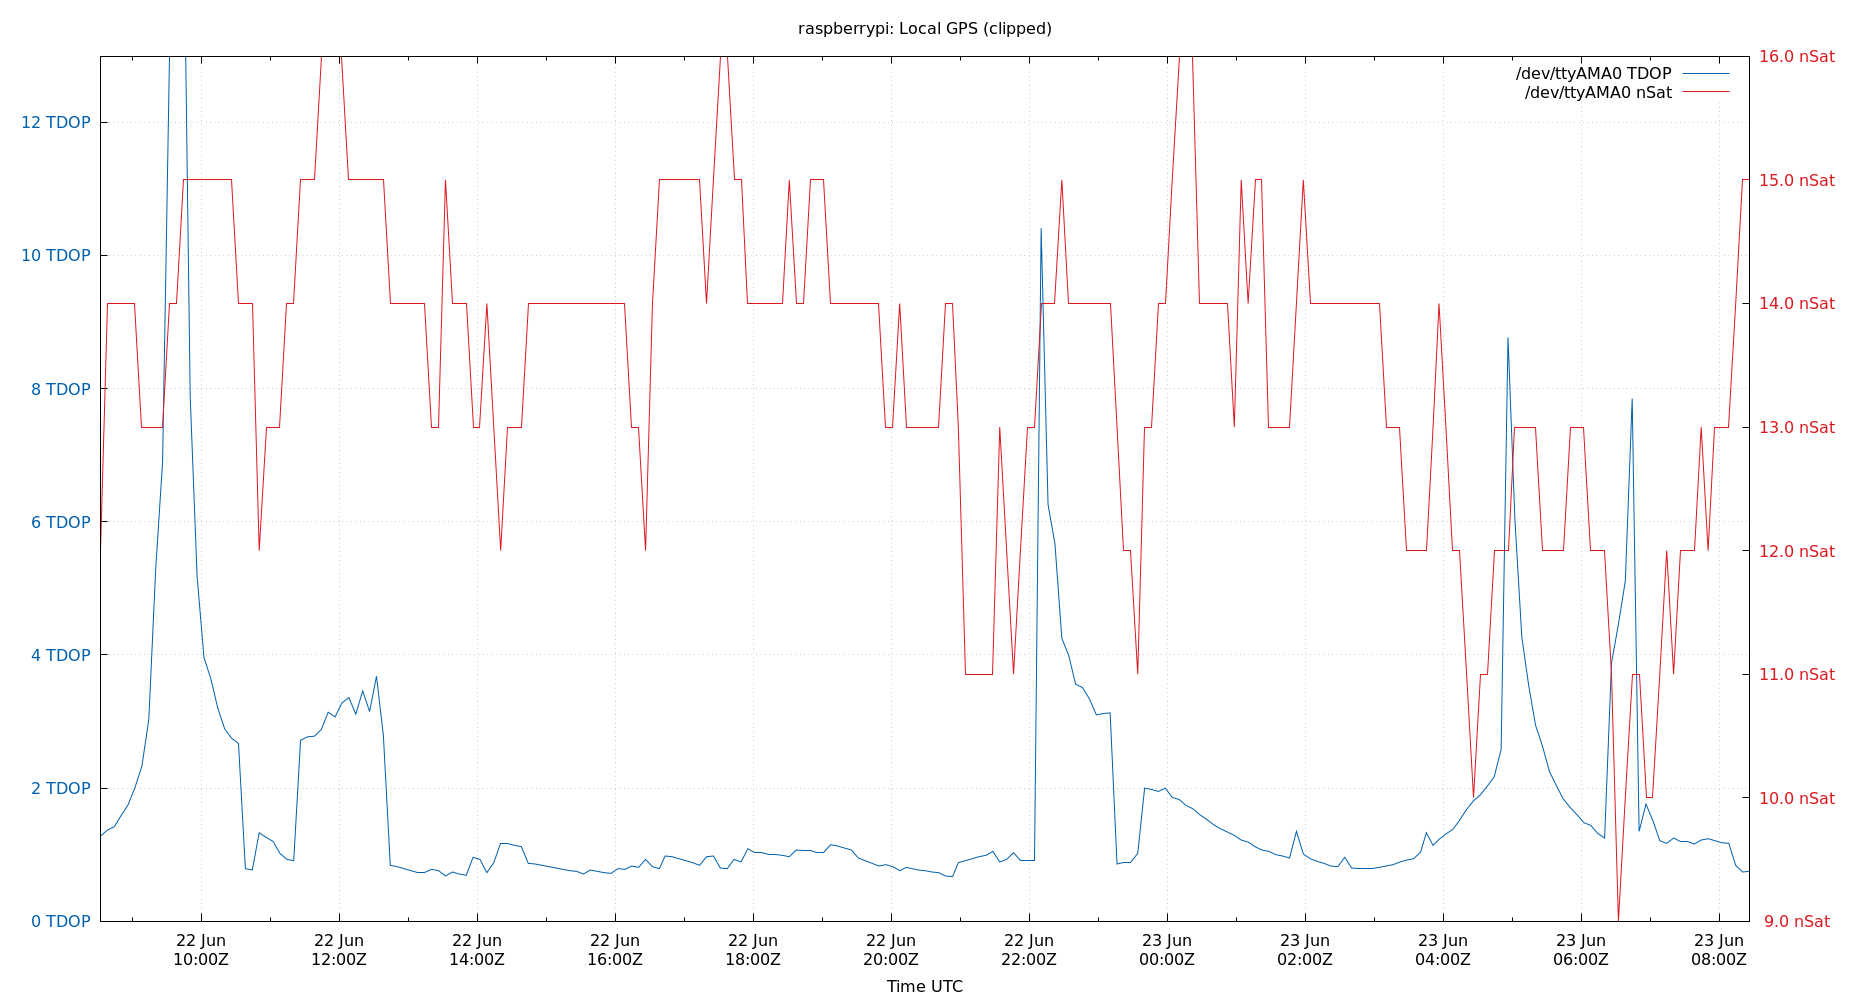 raspberrypi: Local GPS (clipped)
/dev/ttyAMA0 TDOP
/dev/ttyAMA0 nSat
12 TDOP
10 TDOP
8 TDOP
6 TDOP
4 TDOP
2 TDOP
0 TDOP
16.0 nSat
15.0 nSat
14.0 nSat
13.0 nSat
12.0 nSat
11.0 nSat
10.0 nSat
9.0 nSat
22 Jun 22 Jun 22 Jun 22 Jun 22 Jun 22 Jun 22 Jun 23 Jun 23 Jun 23 Jun 23 Jun 23 Jun
10:00Z 12:00Z 14:00Z 16:00Z 18:00Z 20:00Z 22:00Z 00:00Z 02:00Z 04:00Z 06:00Z 08:00Z
Time UTC